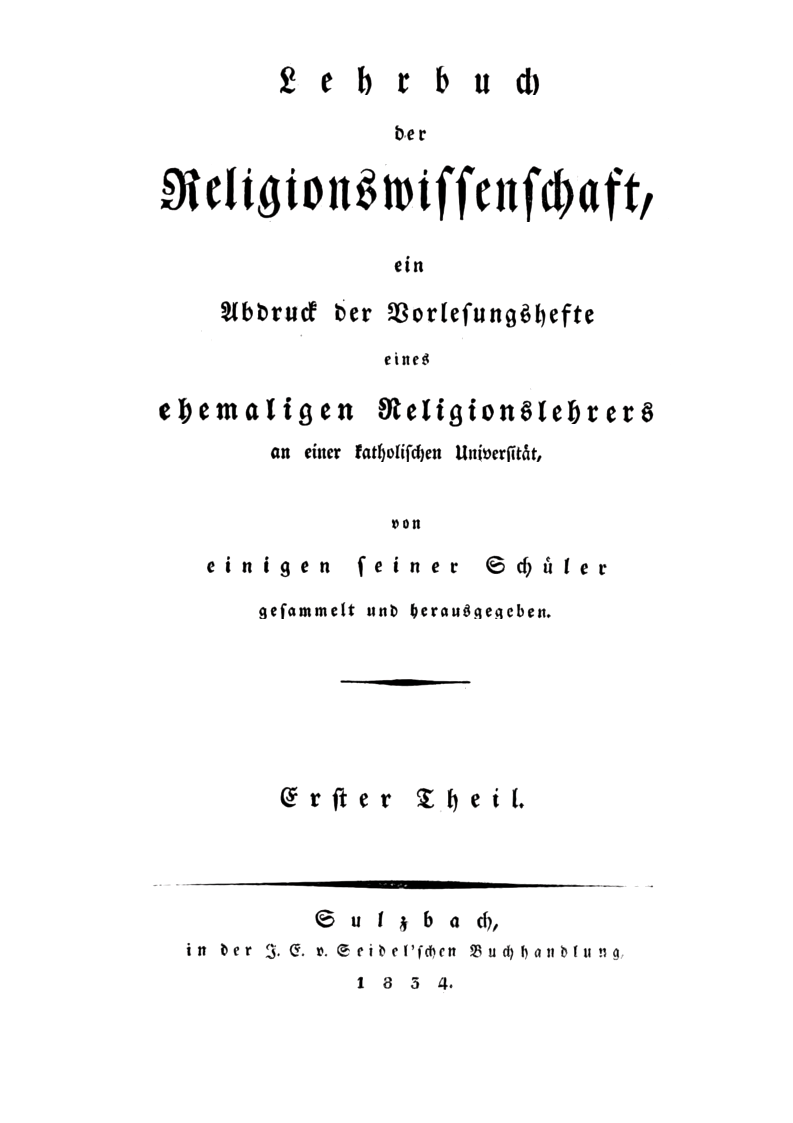 Lehrbuch
der
Religionswissenschaft,
ein
Abdruck der Vorlesungshefte
eines
ehemaligen Religionslehrers
an einer katholischen Universität,
von
einigen seiner Schüler
gesammelt und herausgegeben.
Erster Theil.
Sulzbach,
in der J. E. v. Seidel'schen Buchhandlung,
1834.